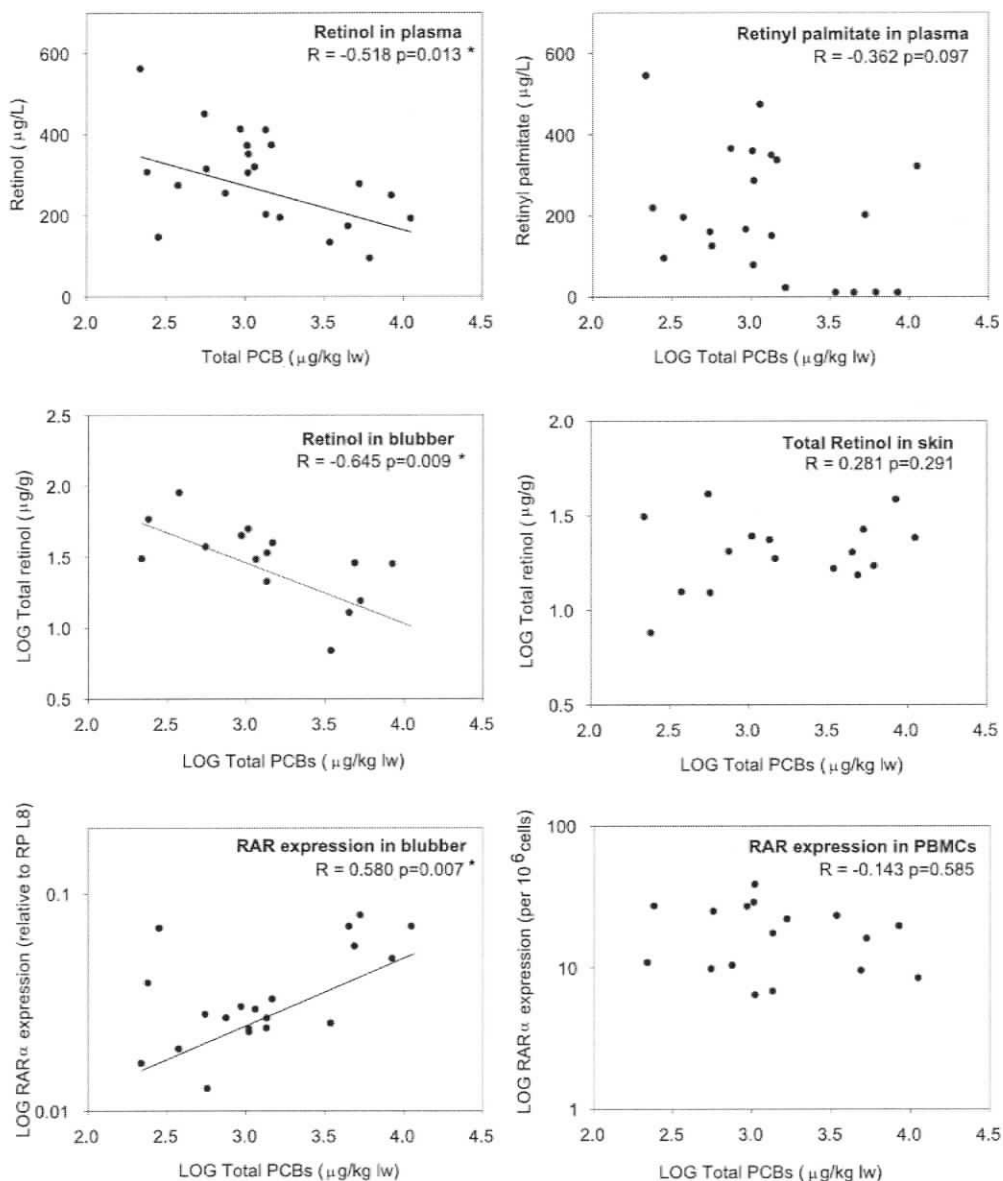 Retinol in plasma
R = -0.518 p=0.013 *
Retinol (μg/L)
600
400
200
0
2.0 2.5 3.0 3.5 4.0 4.5
Total PCB (μg/kg lw)
Retinyl palmitate in plasma
R = -0.362 p=0.097
Retinyl palmitate (μg/L)
600
400
200
0
2.0 2.5 3.0 3.5 4.0 4.5
LOG Total PCBs (μg/kg lw)
Retinol in blubber
R = -0.645 p=0.009 *
LOG Total retinol (μg/g)
2.5
2.0
1.5
1.0
0.5
2.0 2.5 3.0 3.5 4.0 4.5
LOG Total PCBs (μg/kg lw)
Total Retinol in skin
R = 0.281 p=0.291
LOG Total retinol (μg/g)
2.0
1.5
1.0
0.5
2.0 2.5 3.0 3.5 4.0 4.5
LOG Total PCBs (μg/kg lw)
RAR expression in blubber
R = 0.580 p=0.007 *
LOG RARα expression (relative to RP L8)
0.1
0.01
2.0 2.5 3.0 3.5 4.0 4.5
LOG Total PCBs (μg/kg lw)
RAR expression in PBMCs
R = -0.143 p=0.585
LOG RARα expression (per 10⁶ cells)
100
10
1
2.0 2.5 3.0 3.5 4.0 4.5
LOG Total PCBs (μg/kg lw)